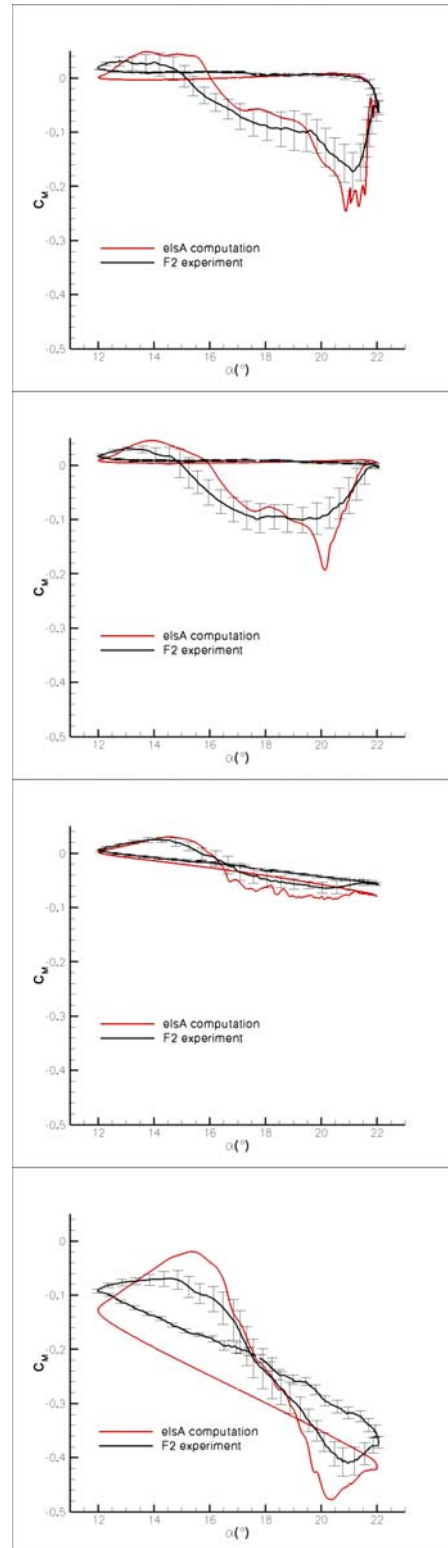 0
-0.1
-0.2
-0.3
-0.4
-0.5
C_M
elsA computation
F2 experiment
12 14 16 18 20 22
α(°)
0
-0.1
-0.2
-0.3
-0.4
-0.5
C_M
elsA computation
F2 experiment
12 14 16 18 20 22
α(°)
0
-0.1
-0.2
-0.3
-0.4
-0.5
C_M
elsA computation
F2 experiment
12 14 16 18 20 22
α(°)
0
-0.1
-0.2
-0.3
-0.4
-0.5
C_M
elsA computation
F2 experiment
12 14 16 18 20 22
α(°)